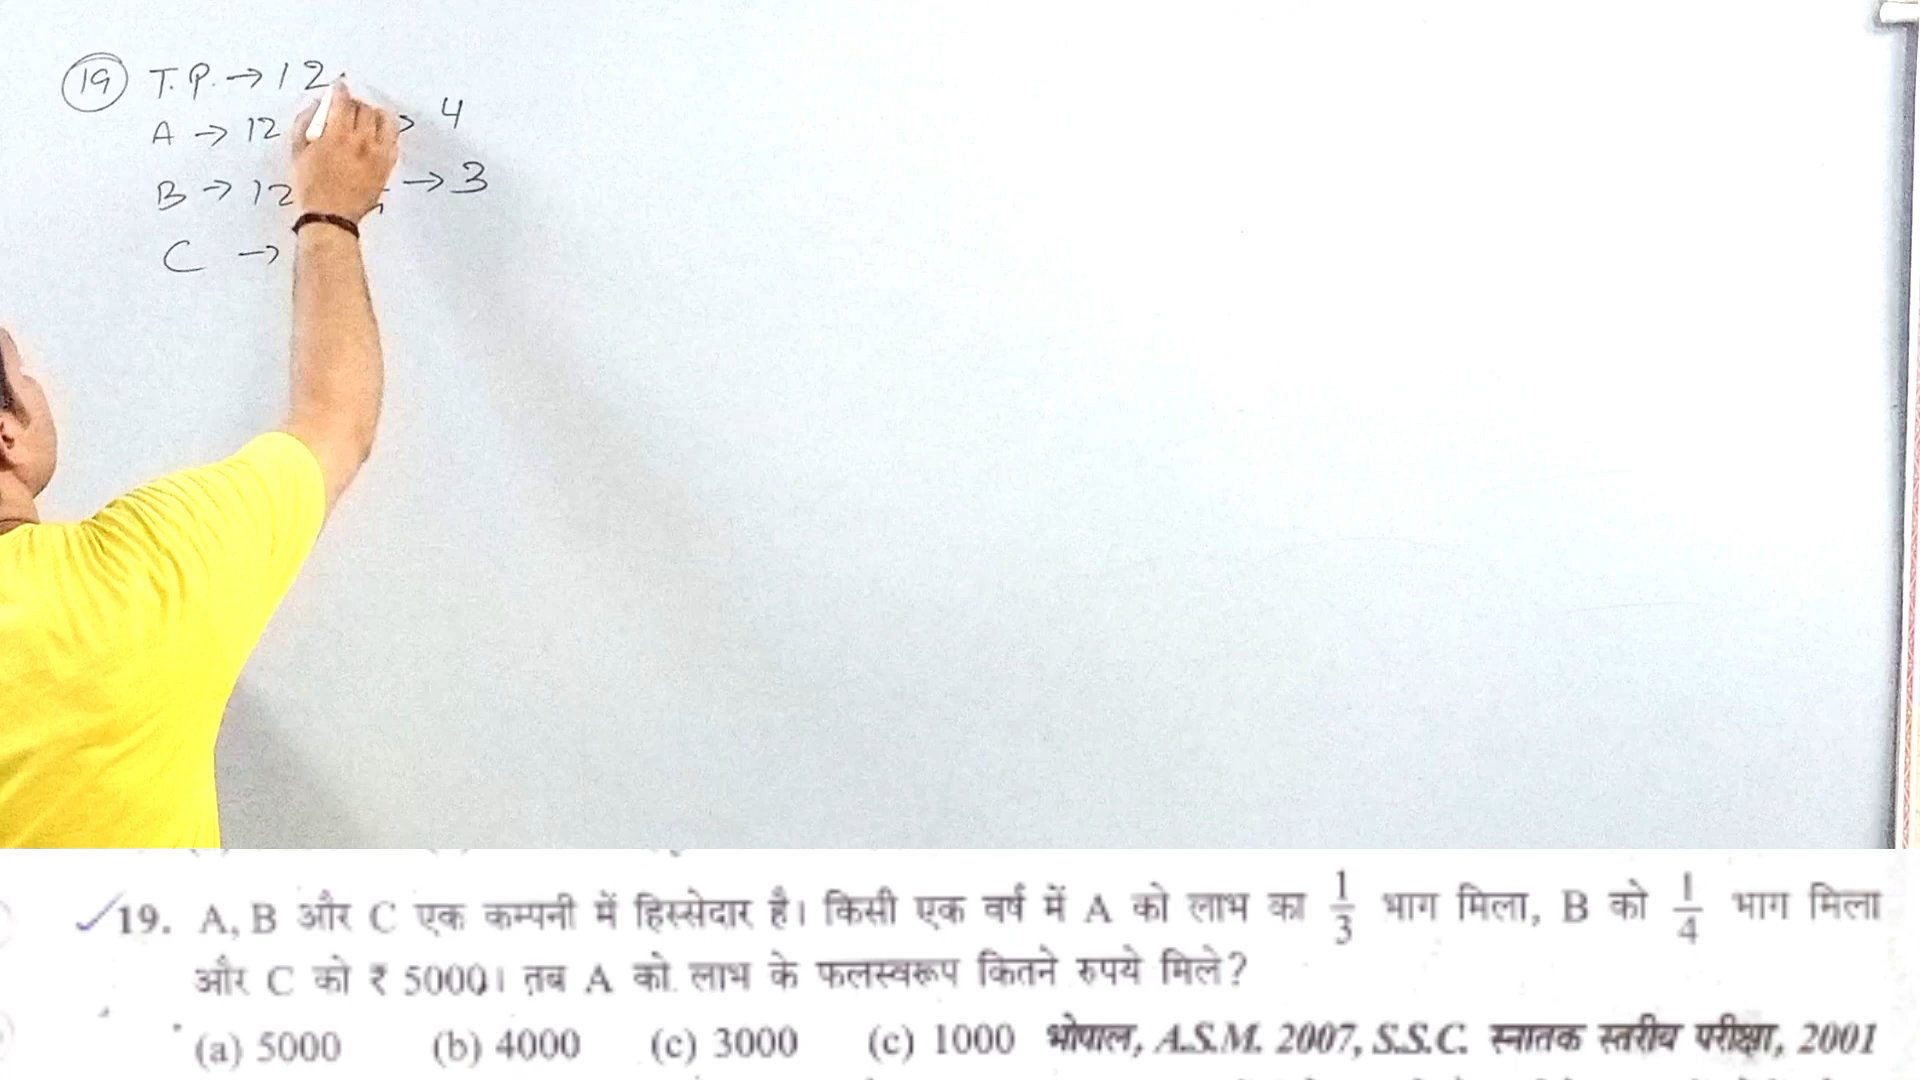 19 T.P. → 12
A → 12 → 4
B → 12 → 3
C →
19. A, B और C एक कम्पनी में हिस्सेदार है। किसी एक वर्ष में A को लाभ का 1/3 भाग मिला, B को 1/4 भाग मिला
और C को ₹ 5000। तब A को लाभ के फलस्वरूप कितने रुपये मिले?
(a) 5000 (b) 4000 (c) 3000 (c) 1000 भोपाल, A.S.M. 2007, S.S.C. स्नातक स्तरीय परीक्षा, 2001